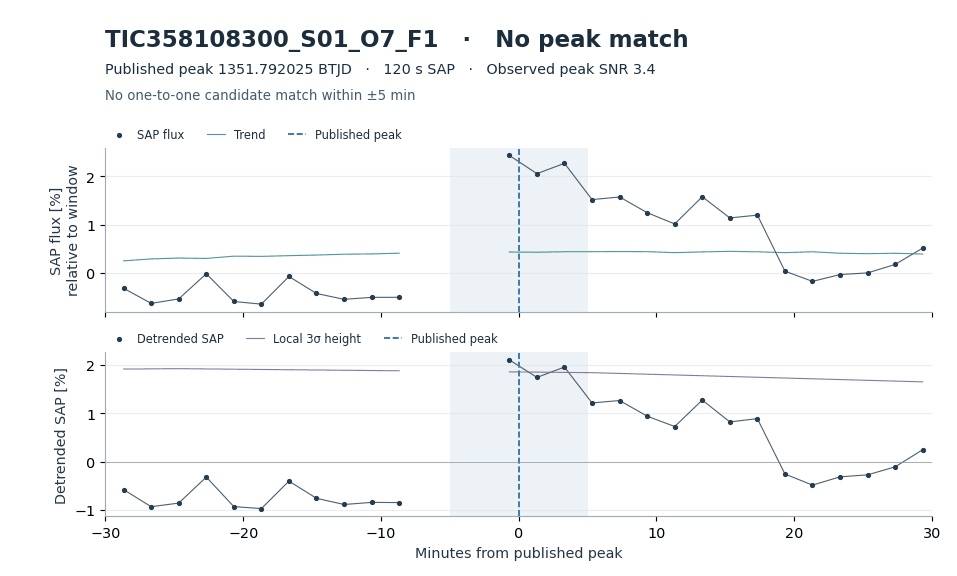 TIC358108300_S01_O7_F1 · No peak match
Published peak 1351.792025 BTJD · 120 s SAP · Observed peak SNR 3.4
No one-to-one candidate match within ±5 min
SAP flux Trend Published peak
SAP flux [%]
relative to window
2
1
0
Detrended SAP Local 3σ height Published peak
Detrended SAP [%]
2
1
0
−1
−30 −20 −10 0 10 20 30
Minutes from published peak